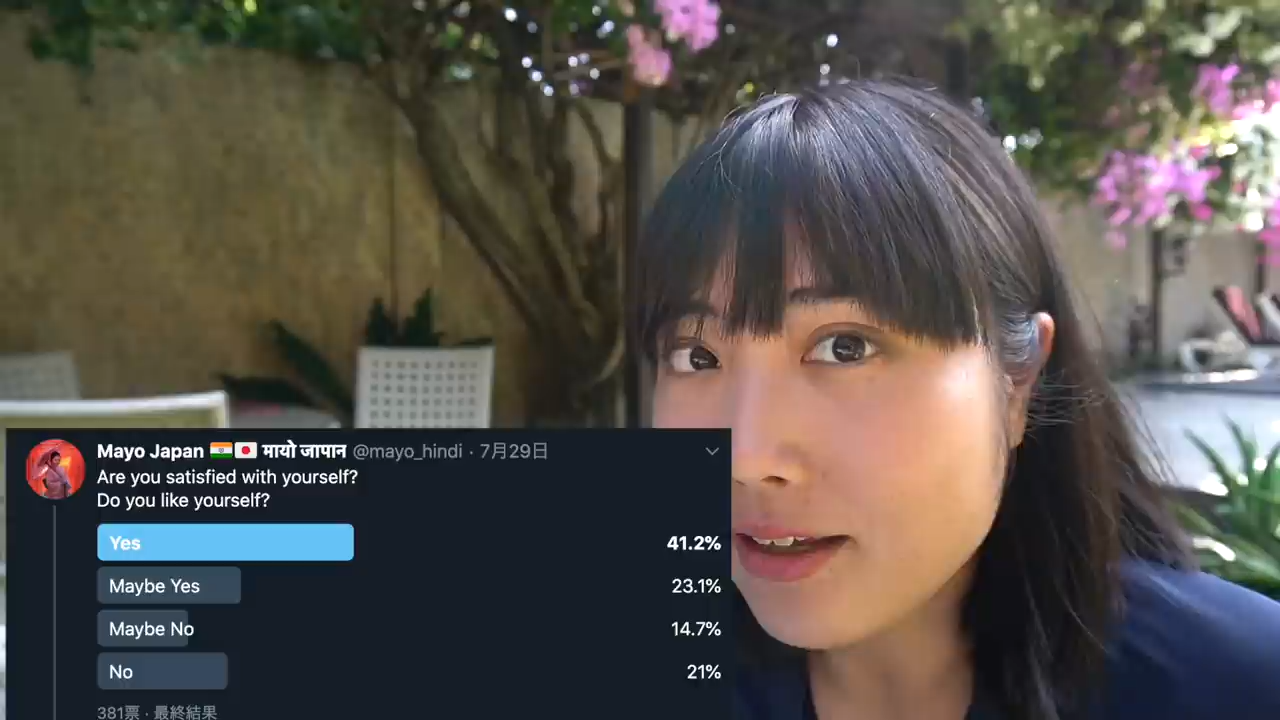 Mayo Japan 🇮🇳🇯🇵 मायो जापान @mayo_hindi · 7月29日
Are you satisfied with yourself?
Do you like yourself?
Yes 41.2%
Maybe Yes 23.1%
Maybe No 14.7%
No 21%
381票 · 最終結果